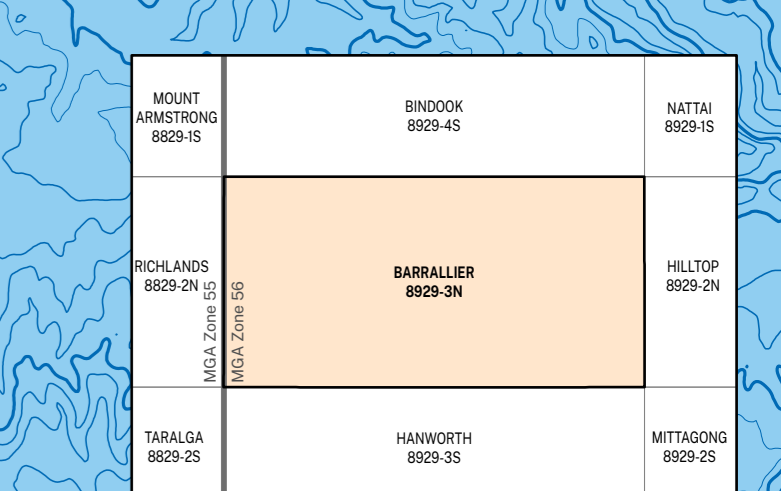 MOUNT
ARMSTRONG
8829-1S
BINDOOK
8929-4S
NATTAI
8929-1S
RICHLANDS
8829-2N
MGA Zone 55
MGA Zone 56
BARRALLIER
8929-3N
HILLTOP
8929-2N
TARALGA
8829-2S
HANWORTH
8929-3S
MITTAGONG
8929-2S